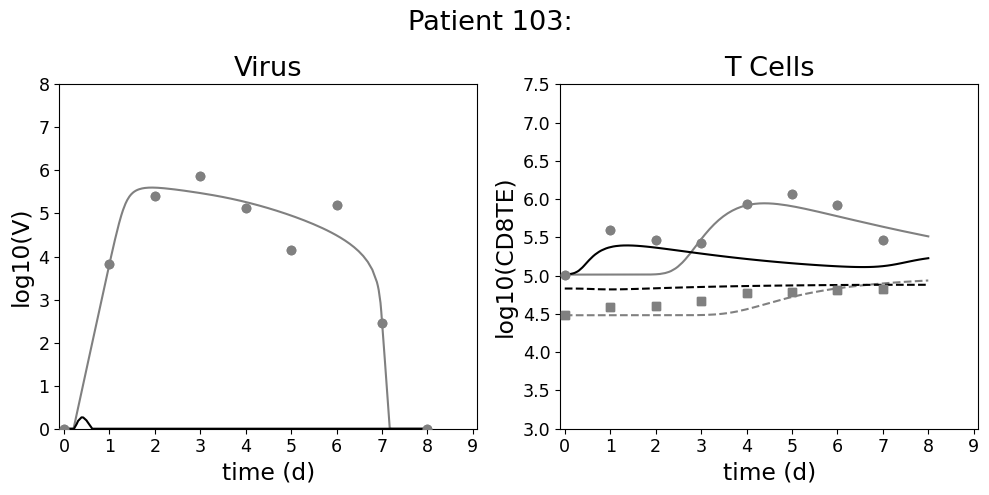 Patient 103:
Virus
log10(V)
8
7
6
5
4
3
2
1
0
0 1 2 3 4 5 6 7 8 9
time (d)
T Cells
log10(CD8TE)
7.5
7.0
6.5
6.0
5.5
5.0
4.5
4.0
3.5
3.0
0 1 2 3 4 5 6 7 8 9
time (d)